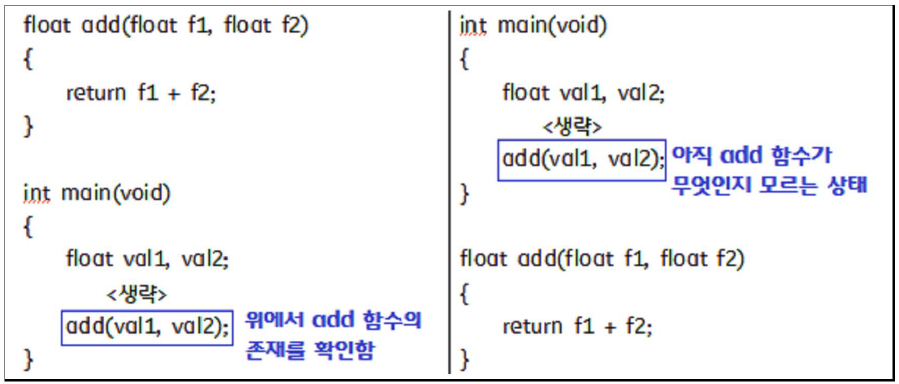 float add(float f1, float f2)
{
return f1 + f2;
}
int main(void)
{
float val1, val2;
<생략>
add(val1, val2);
위에서 add 함수의
존재를 확인함
}
int main(void)
{
float val1, val2;
<생략>
add(val1, val2);
아직 add 함수가
무엇인지 모르는 상태
}
float add(float f1, float f2)
{
return f1 + f2;
}